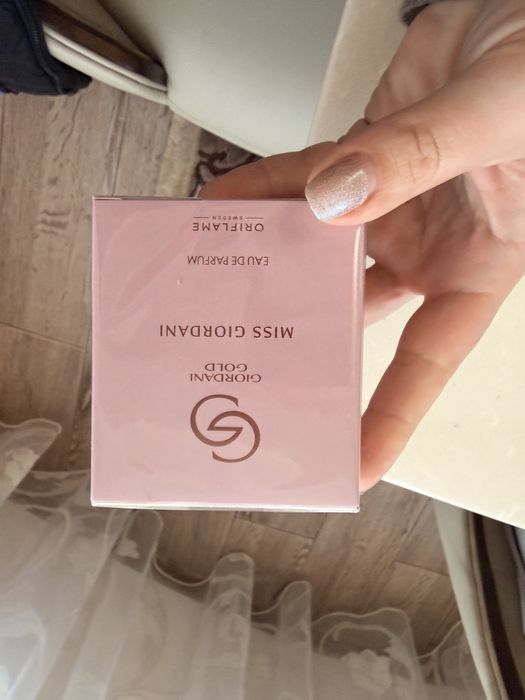 GIORDANI
GOLD
MISS GIORDANI
EAU DE PARFUM
ORIFLAME
SWEDEN